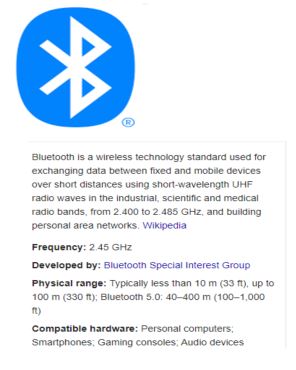 ®
Bluetooth is a wireless technology standard used for
exchanging data between fixed and mobile devices
over short distances using short-wavelength UHF
radio waves in the industrial, scientific and medical
radio bands, from 2.400 to 2.485 GHz, and building
personal area networks. Wikipedia
Frequency: 2.45 GHz
Developed by: Bluetooth Special Interest Group
Physical range: Typically less than 10 m (33 ft), up to
100 m (330 ft); Bluetooth 5.0: 40–400 m (100–1,000
ft)
Compatible hardware: Personal computers;
Smartphones; Gaming consoles; Audio devices